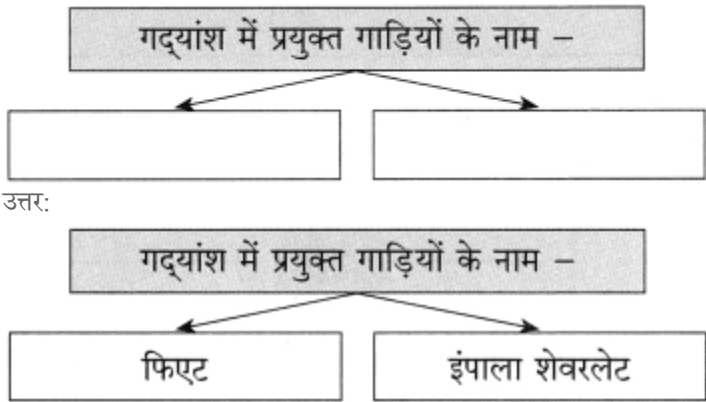 गद्यांश में प्रयुक्त गाड़ियों के नाम –
उत्तर:
गद्यांश में प्रयुक्त गाड़ियों के नाम –
फिएट
इंपाला शेवरलेट